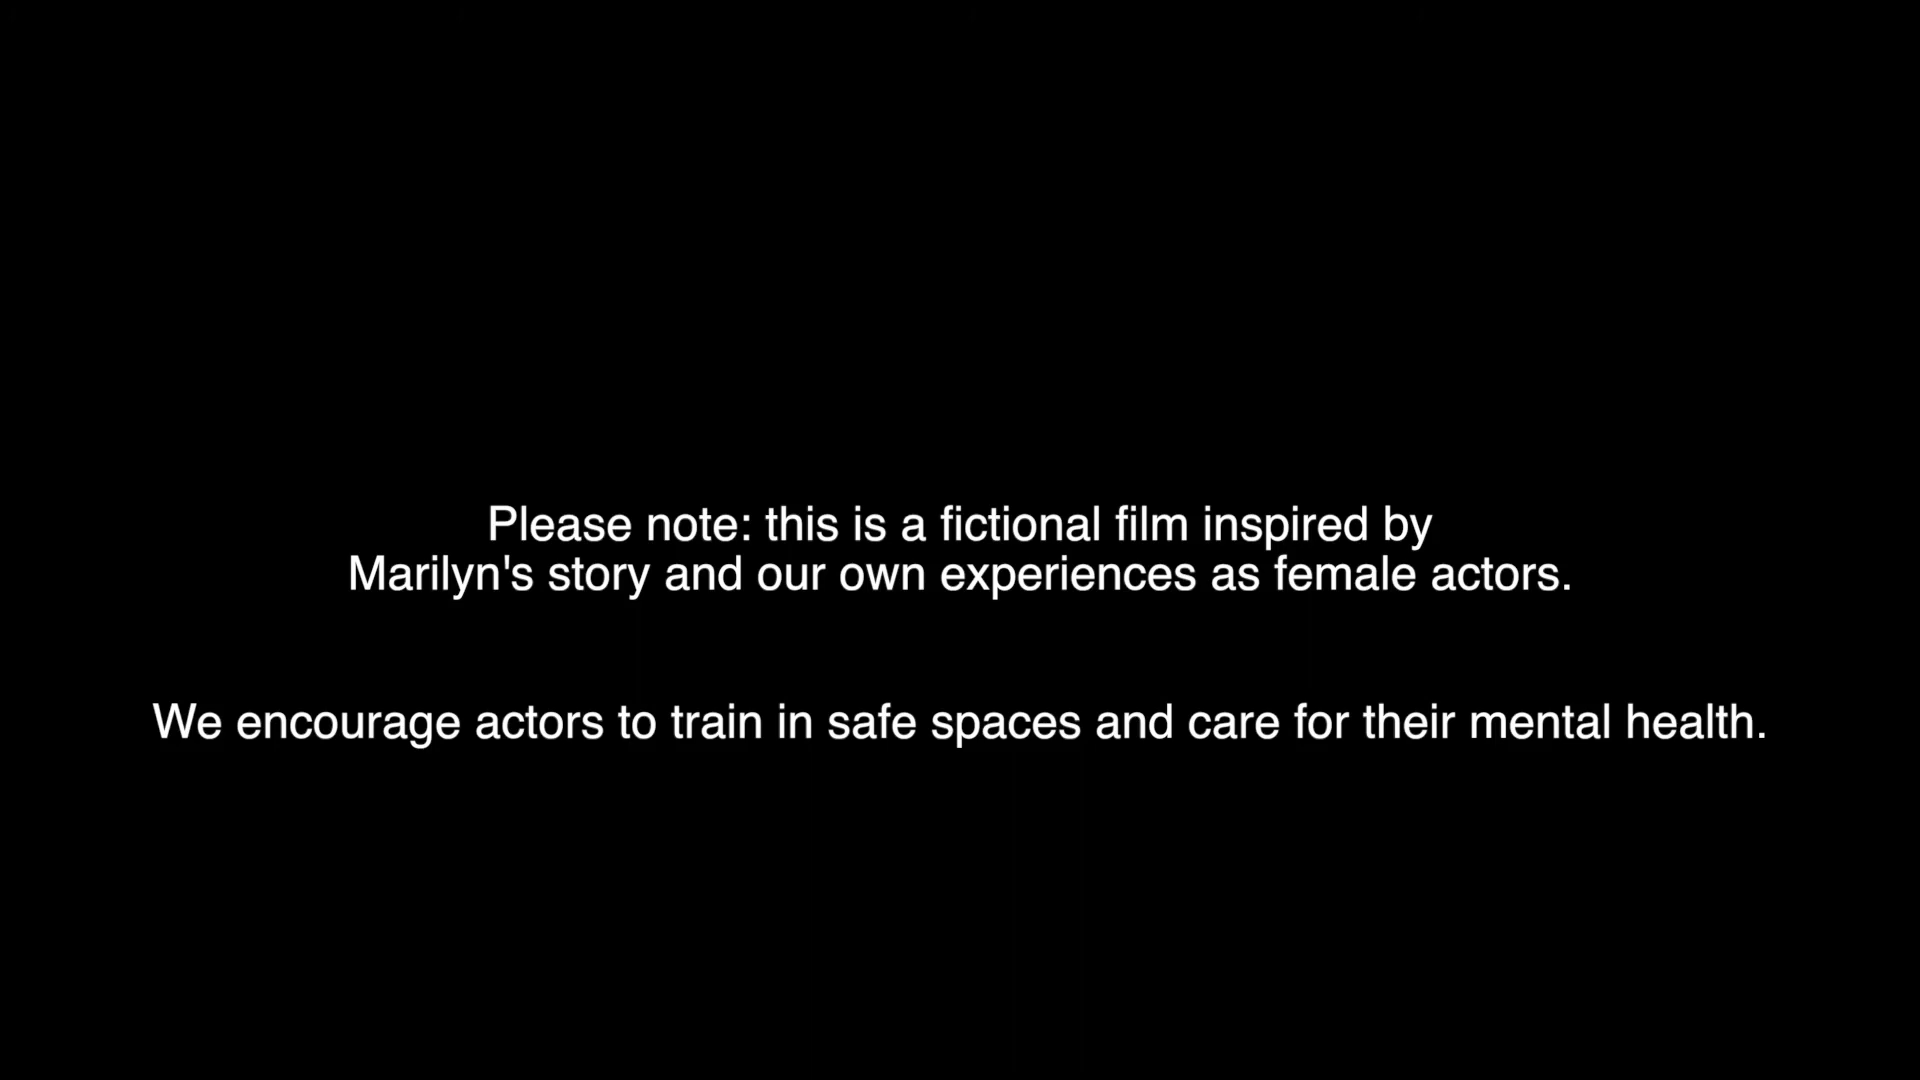 Please note: this is a fictional film inspired by
Marilyn's story and our own experiences as female actors.
We encourage actors to train in safe spaces and care for their mental health.